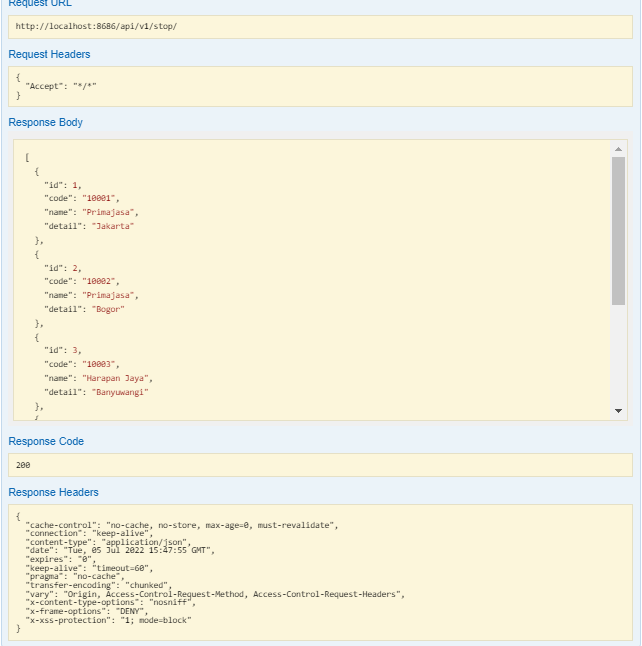 Request URL
http://localhost:8686/api/v1/stop/
Request Headers
{
"Accept": "*/*"
}
Response Body
[
{
"id": 1,
"code": "10001",
"name": "Primajasa",
"detail": "Jakarta"
},
{
"id": 2,
"code": "10002",
"name": "Primajasa",
"detail": "Bogor"
},
{
"id": 3,
"code": "10003",
"name": "Harapan Jaya",
"detail": "Banyuwangi"
},
{
Response Code
200
Response Headers
{
"cache-control": "no-cache, no-store, max-age=0, must-revalidate",
"connection": "keep-alive",
"content-type": "application/json",
"date": "Tue, 05 Jul 2022 15:47:55 GMT",
"expires": "0",
"keep-alive": "timeout=60",
"pragma": "no-cache",
"transfer-encoding": "chunked",
"vary": "Origin, Access-Control-Request-Method, Access-Control-Request-Headers",
"x-content-type-options": "nosniff",
"x-frame-options": "DENY",
"x-xss-protection": "1; mode=block"
}